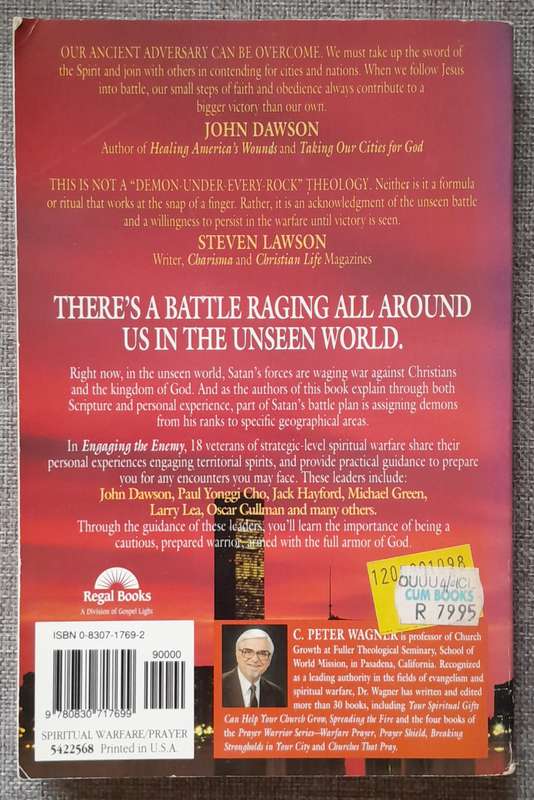 OUR ANCIENT ADVERSARY CAN BE OVERCOME. We must take up the sword of
the Spirit and join with others in contending for cities and nations. When we follow Jesus
into battle, our small steps of faith and obedience always contribute to a
bigger victory than our own.
JOHN DAWSON
Author of Healing America's Wounds and Taking Our Cities for God
THIS IS NOT A "DEMON-UNDER-EVERY-ROCK" THEOLOGY. Neither is it a formula
or ritual that works at the snap of a finger. Rather, it is an acknowledgment of the unseen battle
and a willingness to persist in the warfare until victory is seen.
STEVEN LAWSON
Writer, Charisma and Christian Life Magazines
THERE'S A BATTLE RAGING ALL AROUND
US IN THE UNSEEN WORLD.
Right now, in the unseen world, Satan's forces are waging war against Christians
and the kingdom of God. And as the authors of this book explain through both
Scripture and personal experience, part of Satan's battle plan is assigning demons
from his ranks to specific geographical areas.
In Engaging the Enemy, 18 veterans of strategic-level spiritual warfare share their
personal experiences engaging territorial spirits, and provide practical guidance to prepare
you for any encounters you may face. These leaders include:
John Dawson, Paul Yonggi Cho, Jack Hayford, Michael Green,
Larry Lea, Oscar Cullman and many others.
Through the guidance of these leaders, you'll learn the importance of being a
cautious, prepared warrior, armed with the full armor of God.
Regal Books
A Division of Gospel Light
CUM BOOKS
R 79.95
ISBN 0-8307-1769-2
90000
9 780830 717699
SPIRITUAL WARFARE/PRAYER
5422568 Printed in U.S.A.
C. PETER WAGNER is professor of Church
Growth at Fuller Theological Seminary, School of
World Mission, in Pasadena, California. Recognized
as a leading authority in the fields of evangelism and
spiritual warfare, Dr. Wagner has written and edited
more than 30 books, including Your Spiritual Gifts
Can Help Your Church Grow, Spreading the Fire and the four books of
the Prayer Warrior Series—Warfare Prayer, Prayer Shield, Breaking
Strongholds in Your City and Churches That Pray.